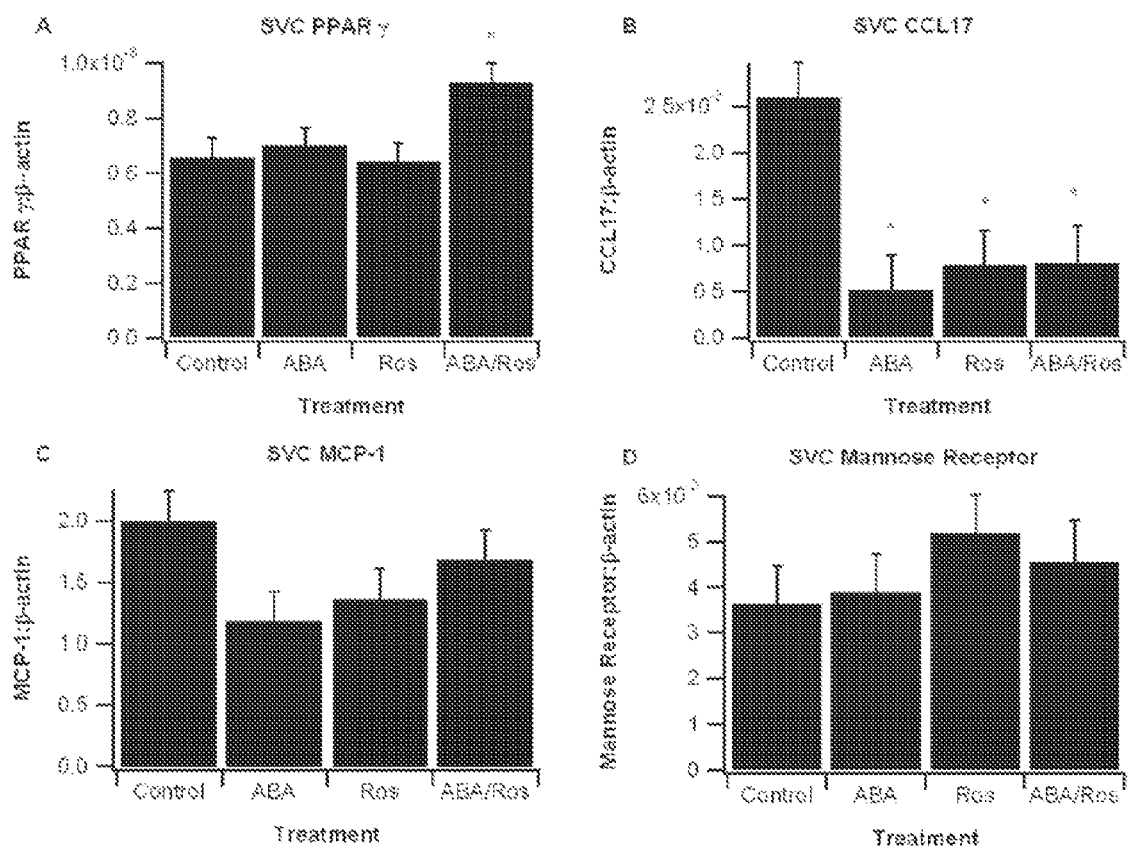 A
SVC PPAR γ
*
PPAR γ:β-actin
1.0x10⁻³
0.8
0.6
0.4
0.2
0.0
Control ABA Ros ABA/Ros
Treatment
B
SVC CCL17
* * *
CCL17:β-actin
2.5x10⁻³
2.0
1.5
1.0
0.5
0.0
Control ABA Ros ABA/Ros
Treatment
C
SVC MCP-1
MCP-1:β-actin
2.0
1.5
1.0
0.5
0.0
Control ABA Ros ABA/Ros
Treatment
D
SVC Mannose Receptor
Mannose Receptor:β-actin
6x10⁻³
5
4
3
2
1
0
Control ABA Ros ABA/Ros
Treatment